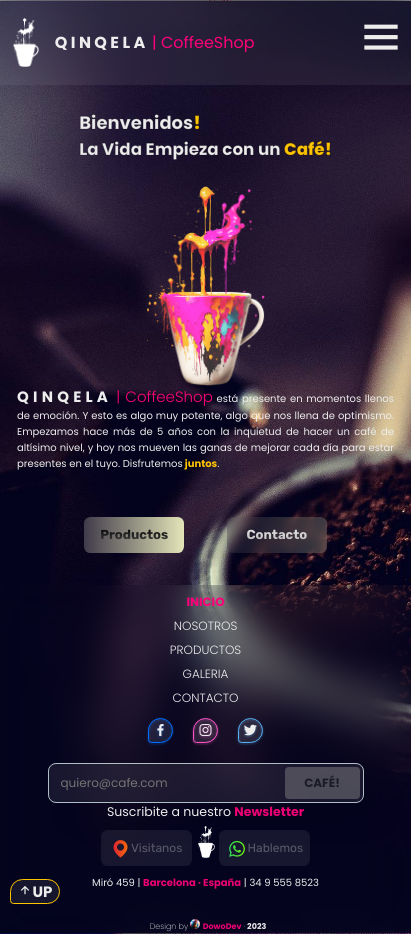 QINQELA | CoffeeShop
Bienvenidos!
La Vida Empieza con un Café!
QINQELA | CoffeeShop está presente en momentos llenos
de emoción. Y esto es algo muy potente, algo que nos llena de optimismo.
Empezamos hace más de 5 años con la inquietud de hacer un café de
altísimo nivel, y hoy nos mueven las ganas de mejorar cada día para estar
presentes en el tuyo. Disfrutemos juntos.
Productos Contacto
INICIO
NOSOTROS
PRODUCTOS
GALERIA
CONTACTO
quiero@cafe.com CAFÉ!
Suscribite a nuestro Newsletter
Visitanos Hablemos
Miró 459 | Barcelona · España | 34 9 555 8523
↑ UP
Design by DowoDev · 2023